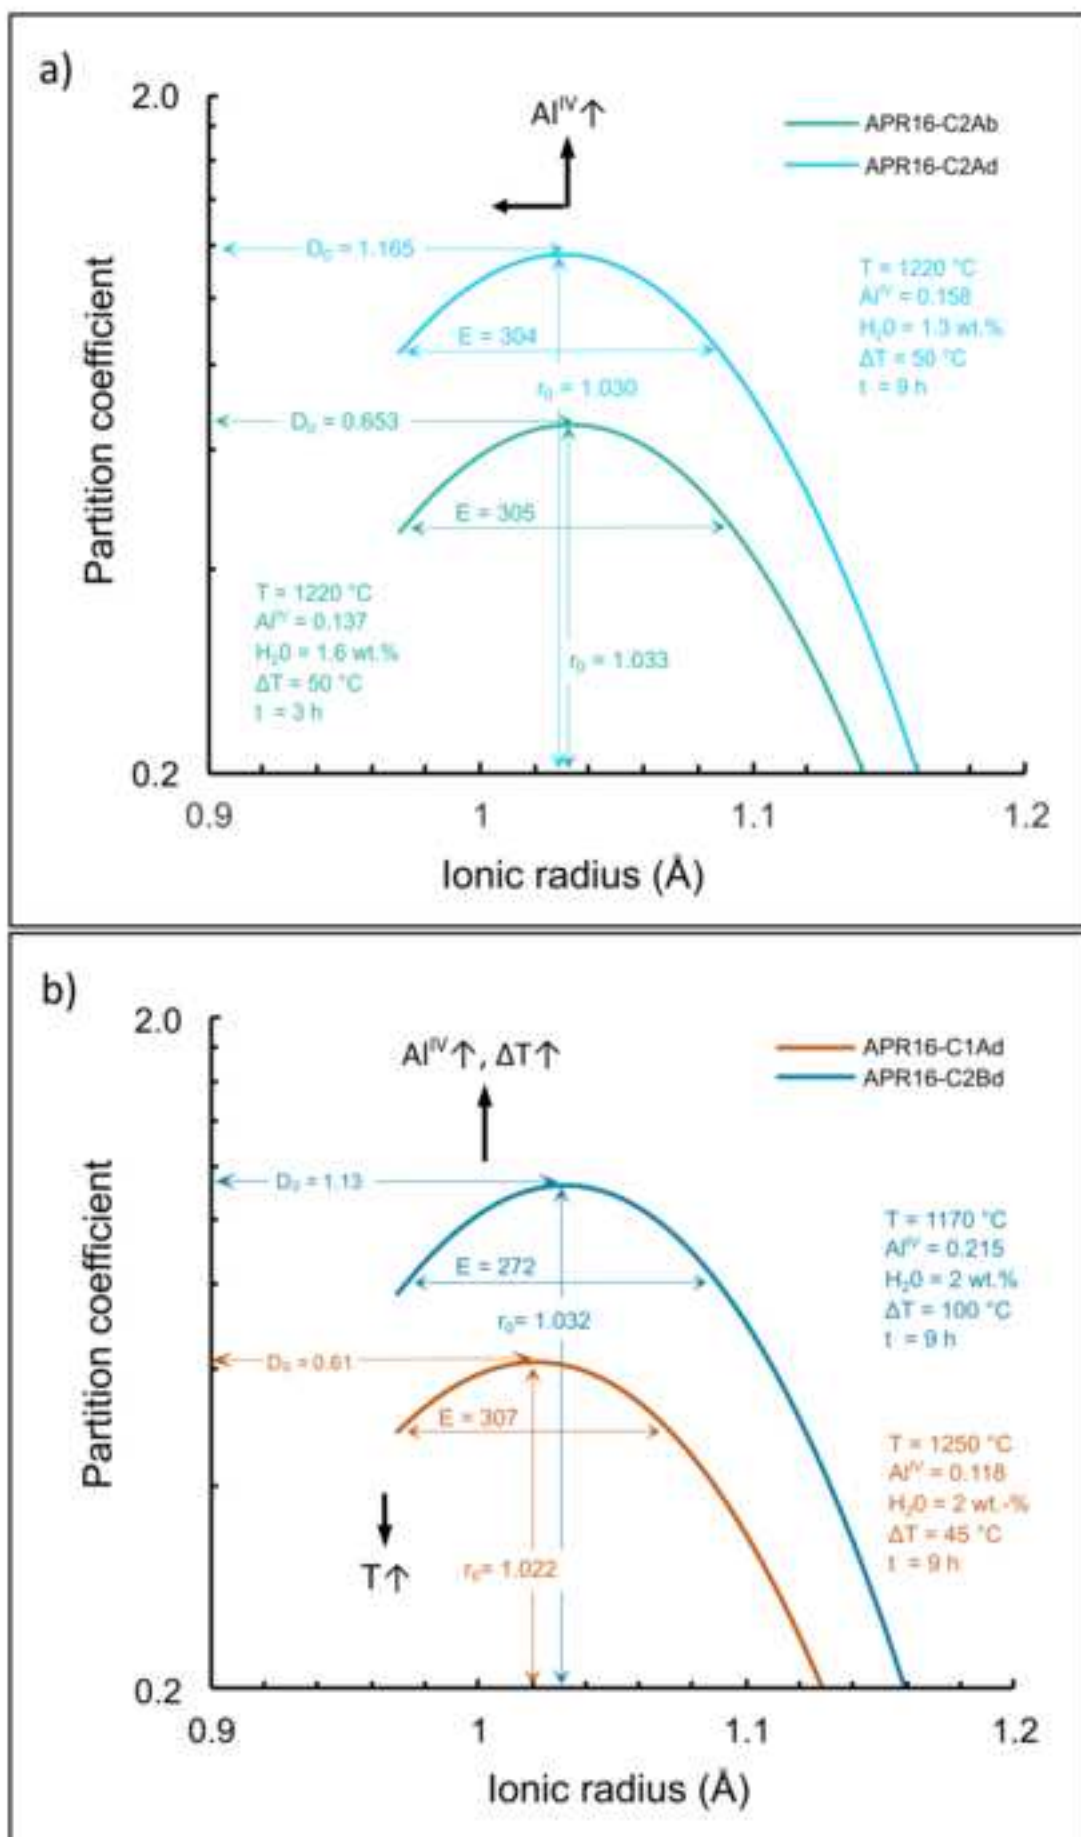 a)
2.0
Al^IV↑
APR16-C2Ab
APR16-C2Ad
D₀ = 1.165
T = 1220 °C
Al^IV = 0.158
H₂0 = 1.3 wt.%
ΔT = 50 °C
t = 9 h
E = 304
r₀ = 1.030
D₀ = 0.653
E = 305
T = 1220 °C
Al^IV = 0.137
H₂0 = 1.6 wt.%
ΔT = 50 °C
t = 3 h
r₀ = 1.033
Partition coefficient
0.2
0.9 1 1.1 1.2
Ionic radius (Å)
b)
2.0
Al^IV↑, ΔT↑
APR16-C1Ad
APR16-C2Bd
D₀ = 1.13
T = 1170 °C
Al^IV = 0.215
H₂0 = 2 wt.%
ΔT = 100 °C
t = 9 h
E = 272
r₀= 1.032
D₀ = 0.61
E = 307
T = 1250 °C
Al^IV = 0.118
H₂0 = 2 wt.-%
ΔT = 45 °C
t = 9 h
T↑
r₀= 1.022
Partition coefficient
0.2
0.9 1 1.1 1.2
Ionic radius (Å)